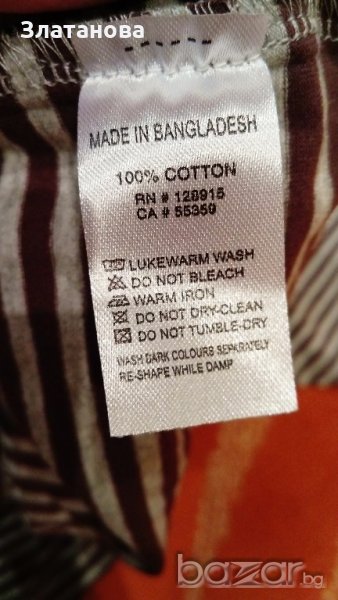 Златанова
MADE IN BANGLADESH
100% COTTON
RN # 128915
CA # 55359
LUKEWARM WASH
DO NOT BLEACH
WARM IRON
DO NOT DRY-CLEAN
DO NOT TUMBLE-DRY
WASH DARK COLOURS SEPARATELY
RE-SHAPE WHILE DAMP
bazar.bg